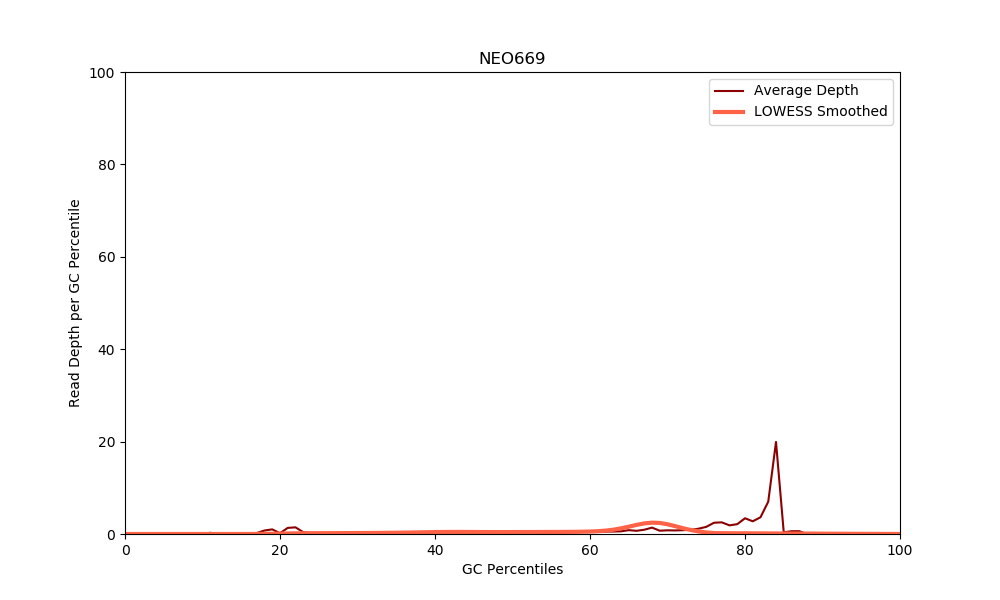 NEO669
Average Depth
LOWESS Smoothed
Read Depth per GC Percentile
100
80
60
40
20
0
0 20 40 60 80 100
GC Percentiles